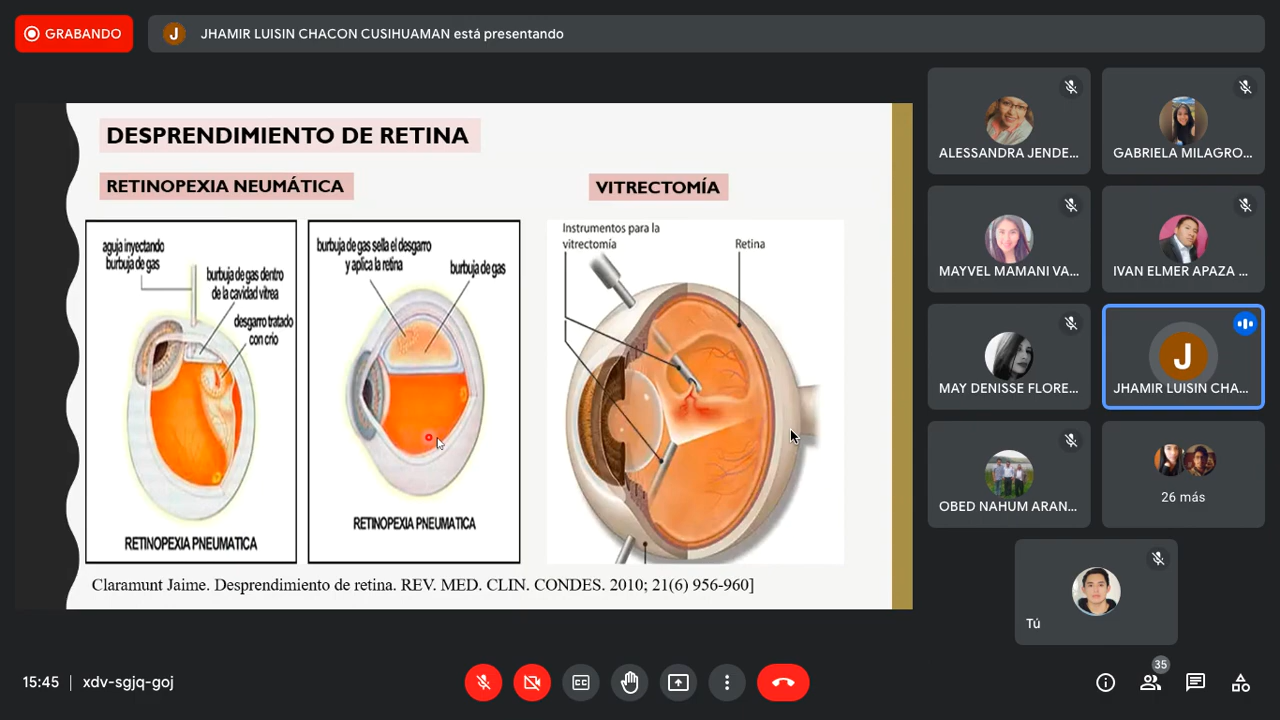 GRABANDO
J
JHAMIR LUISIN CHACON CUSIHUAMAN está presentando
DESPRENDIMIENTO DE RETINA
RETINOPEXIA NEUMÁTICA
VITRECTOMÍA
aguja inyectando
burbuja de gas
burbuja de gas dentro
de la cavidad vitrea
desgarro tratado
con crio
RETINOPEXIA PNEUMATICA
burbuja de gas sella el desgarro
y aplica la retina
burbuja de gas
RETINOPEXIA PNEUMATICA
Instrumentos para la
vitrectomía
Retina
Claramunt Jaime. Desprendimiento de retina. REV. MED. CLIN. CONDES. 2010; 21(6) 956-960]
ALESSANDRA JENDE...
GABRIELA MILAGRO...
MAYVEL MAMANI VA...
IVAN ELMER APAZA ...
MAY DENISSE FLORE...
J
JHAMIR LUISIN CHA...
OBED NAHUM ARAN...
26 más
Tú
15:45 | xdv-sgjq-goj
CC
35